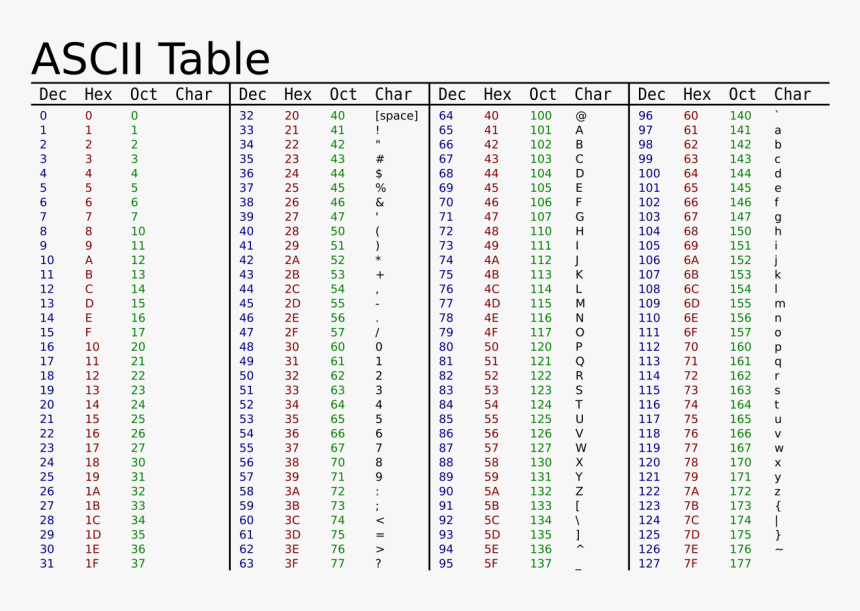 ASCII Table
Dec Hex Oct Char Dec Hex Oct Char Dec Hex Oct Char Dec Hex Oct Char
0 0 0 32 20 40 [space] 64 40 100 @ 96 60 140 `
1 1 1 33 21 41 ! 65 41 101 A 97 61 141 a
2 2 2 34 22 42 " 66 42 102 B 98 62 142 b
3 3 3 35 23 43 # 67 43 103 C 99 63 143 c
4 4 4 36 24 44 $ 68 44 104 D 100 64 144 d
5 5 5 37 25 45 % 69 45 105 E 101 65 145 e
6 6 6 38 26 46 & 70 46 106 F 102 66 146 f
7 7 7 39 27 47 ' 71 47 107 G 103 67 147 g
8 8 10 40 28 50 ( 72 48 110 H 104 68 150 h
9 9 11 41 29 51 ) 73 49 111 I 105 69 151 i
10 A 12 42 2A 52 * 74 4A 112 J 106 6A 152 j
11 B 13 43 2B 53 + 75 4B 113 K 107 6B 153 k
12 C 14 44 2C 54 , 76 4C 114 L 108 6C 154 l
13 D 15 45 2D 55 - 77 4D 115 M 109 6D 155 m
14 E 16 46 2E 56 . 78 4E 116 N 110 6E 156 n
15 F 17 47 2F 57 / 79 4F 117 O 111 6F 157 o
16 10 20 48 30 60 0 80 50 120 P 112 70 160 p
17 11 21 49 31 61 1 81 51 121 Q 113 71 161 q
18 12 22 50 32 62 2 82 52 122 R 114 72 162 r
19 13 23 51 33 63 3 83 53 123 S 115 73 163 s
20 14 24 52 34 64 4 84 54 124 T 116 74 164 t
21 15 25 53 35 65 5 85 55 125 U 117 75 165 u
22 16 26 54 36 66 6 86 56 126 V 118 76 166 v
23 17 27 55 37 67 7 87 57 127 W 119 77 167 w
24 18 30 56 38 70 8 88 58 130 X 120 78 170 x
25 19 31 57 39 71 9 89 59 131 Y 121 79 171 y
26 1A 32 58 3A 72 : 90 5A 132 Z 122 7A 172 z
27 1B 33 59 3B 73 ; 91 5B 133 [ 123 7B 173 {
28 1C 34 60 3C 74 < 92 5C 134 \ 124 7C 174 |
29 1D 35 61 3D 75 = 93 5D 135 ] 125 7D 175 }
30 1E 36 62 3E 76 > 94 5E 136 ^ 126 7E 176 ~
31 1F 37 63 3F 77 ? 95 5F 137 _ 127 7F 177